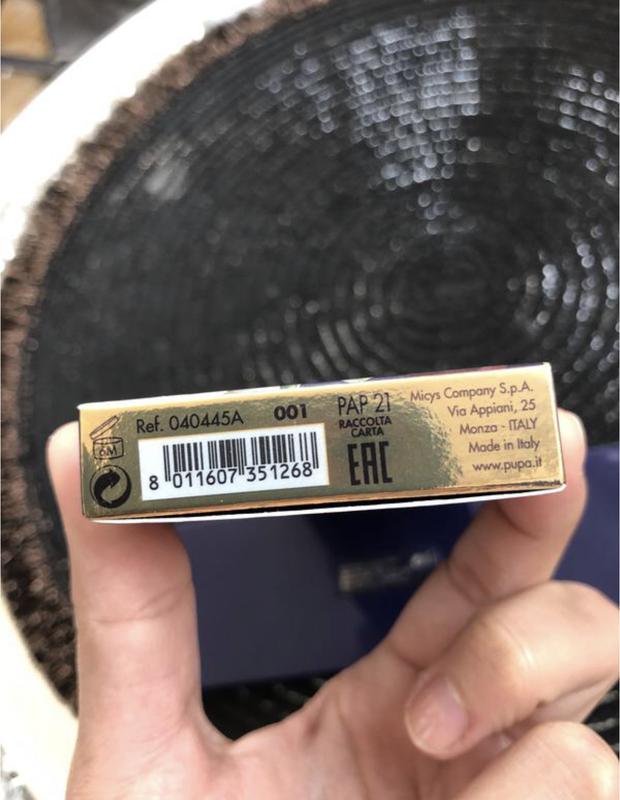 6M
Ref. 040445A
001
8 011607 351268
PAP 21
RACCOLTA
CARTA
EAC
Micys Company S.p.A.
Via Appiani, 25
Monza - ITALY
Made in Italy
www.pupa.it